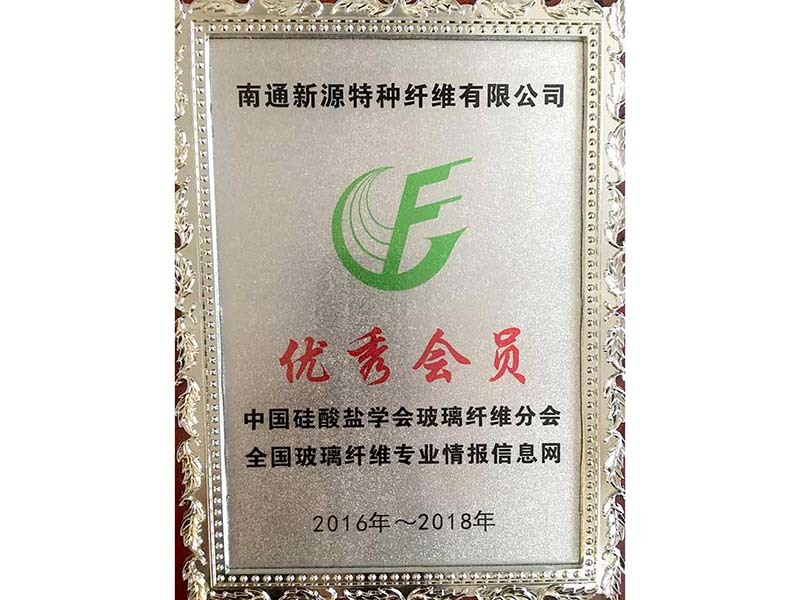 南通新源特种纤维有限公司
GF
优秀会员
中国硅酸盐学会玻璃纤维分会
全国玻璃纤维专业情报信息网
2016年～2018年